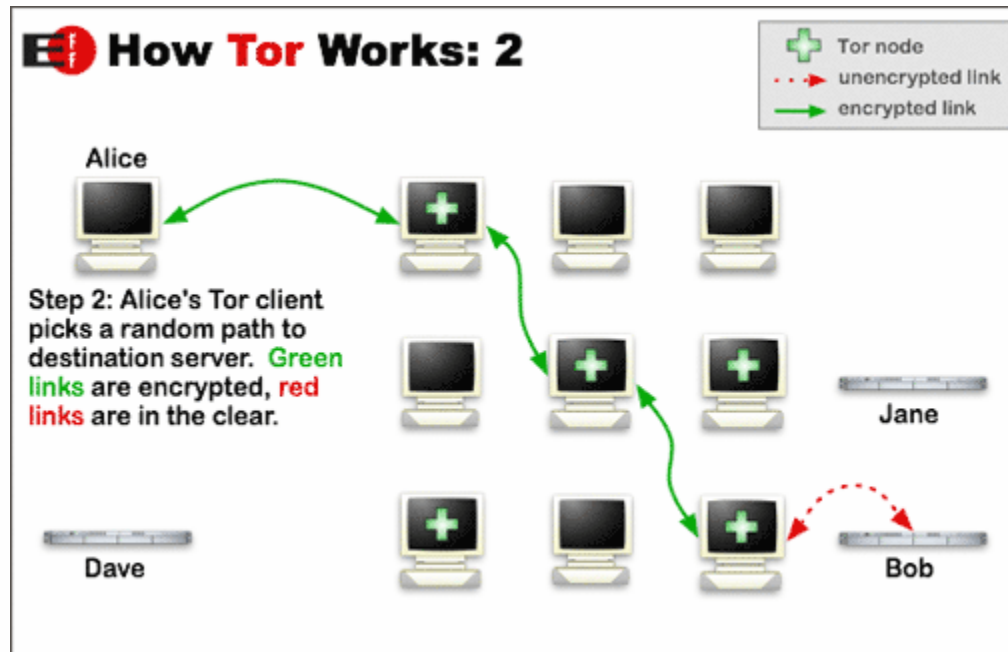 EFF How Tor Works: 2
Tor node
unencrypted link
encrypted link
Alice
Step 2: Alice's Tor client
picks a random path to
destination server. Green
links are encrypted, red
links are in the clear.
Jane
Dave
Bob